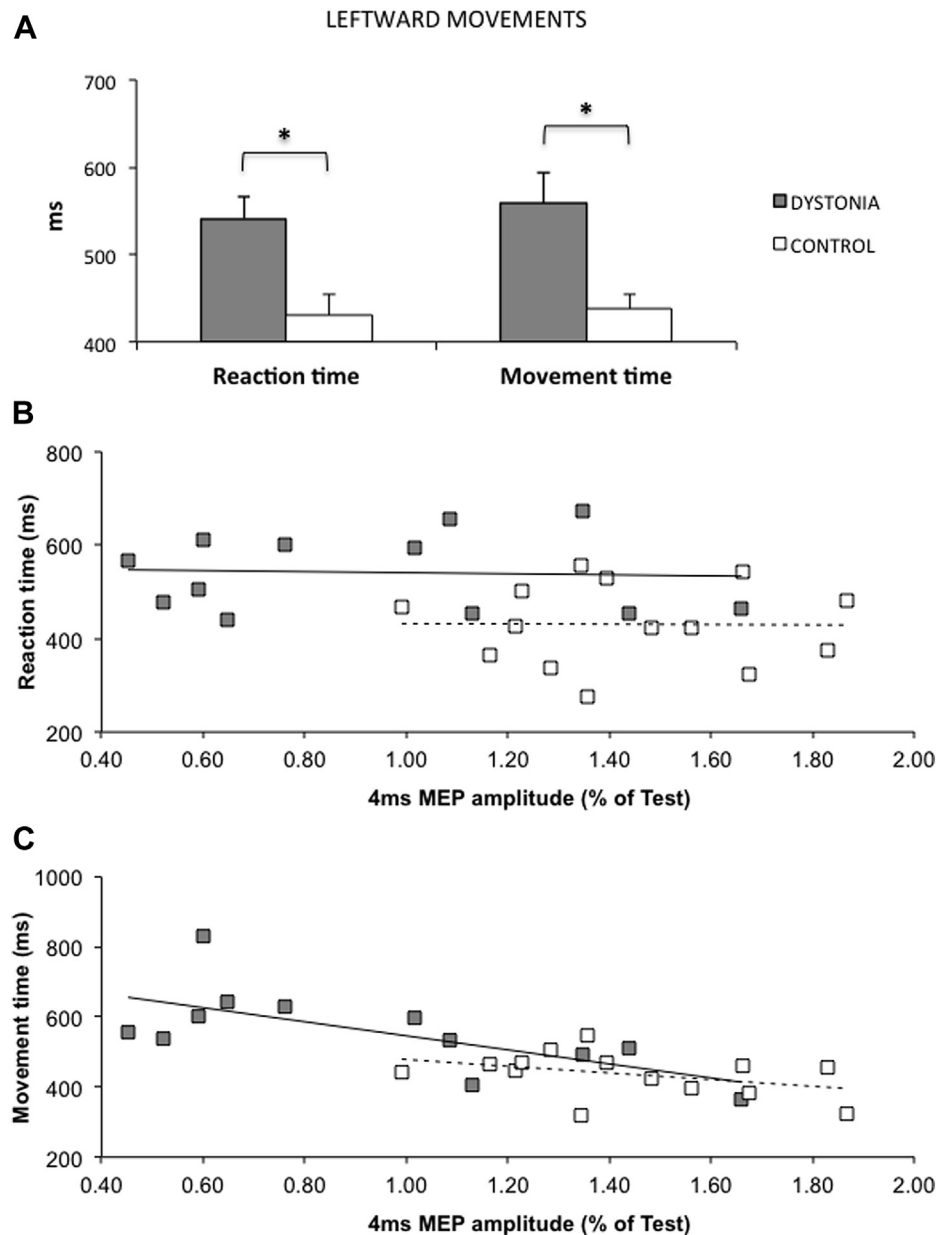 A
LEFTWARD MOVEMENTS
700
600
500
400
ms
*
*
DYSTONIA
CONTROL
Reaction time
Movement time
B
800
600
400
200
Reaction time (ms)
0.40 0.60 0.80 1.00 1.20 1.40 1.60 1.80 2.00
4ms MEP amplitude (% of Test)
C
1000
800
600
400
200
Movement time (ms)
0.40 0.60 0.80 1.00 1.20 1.40 1.60 1.80 2.00
4ms MEP amplitude (% of Test)